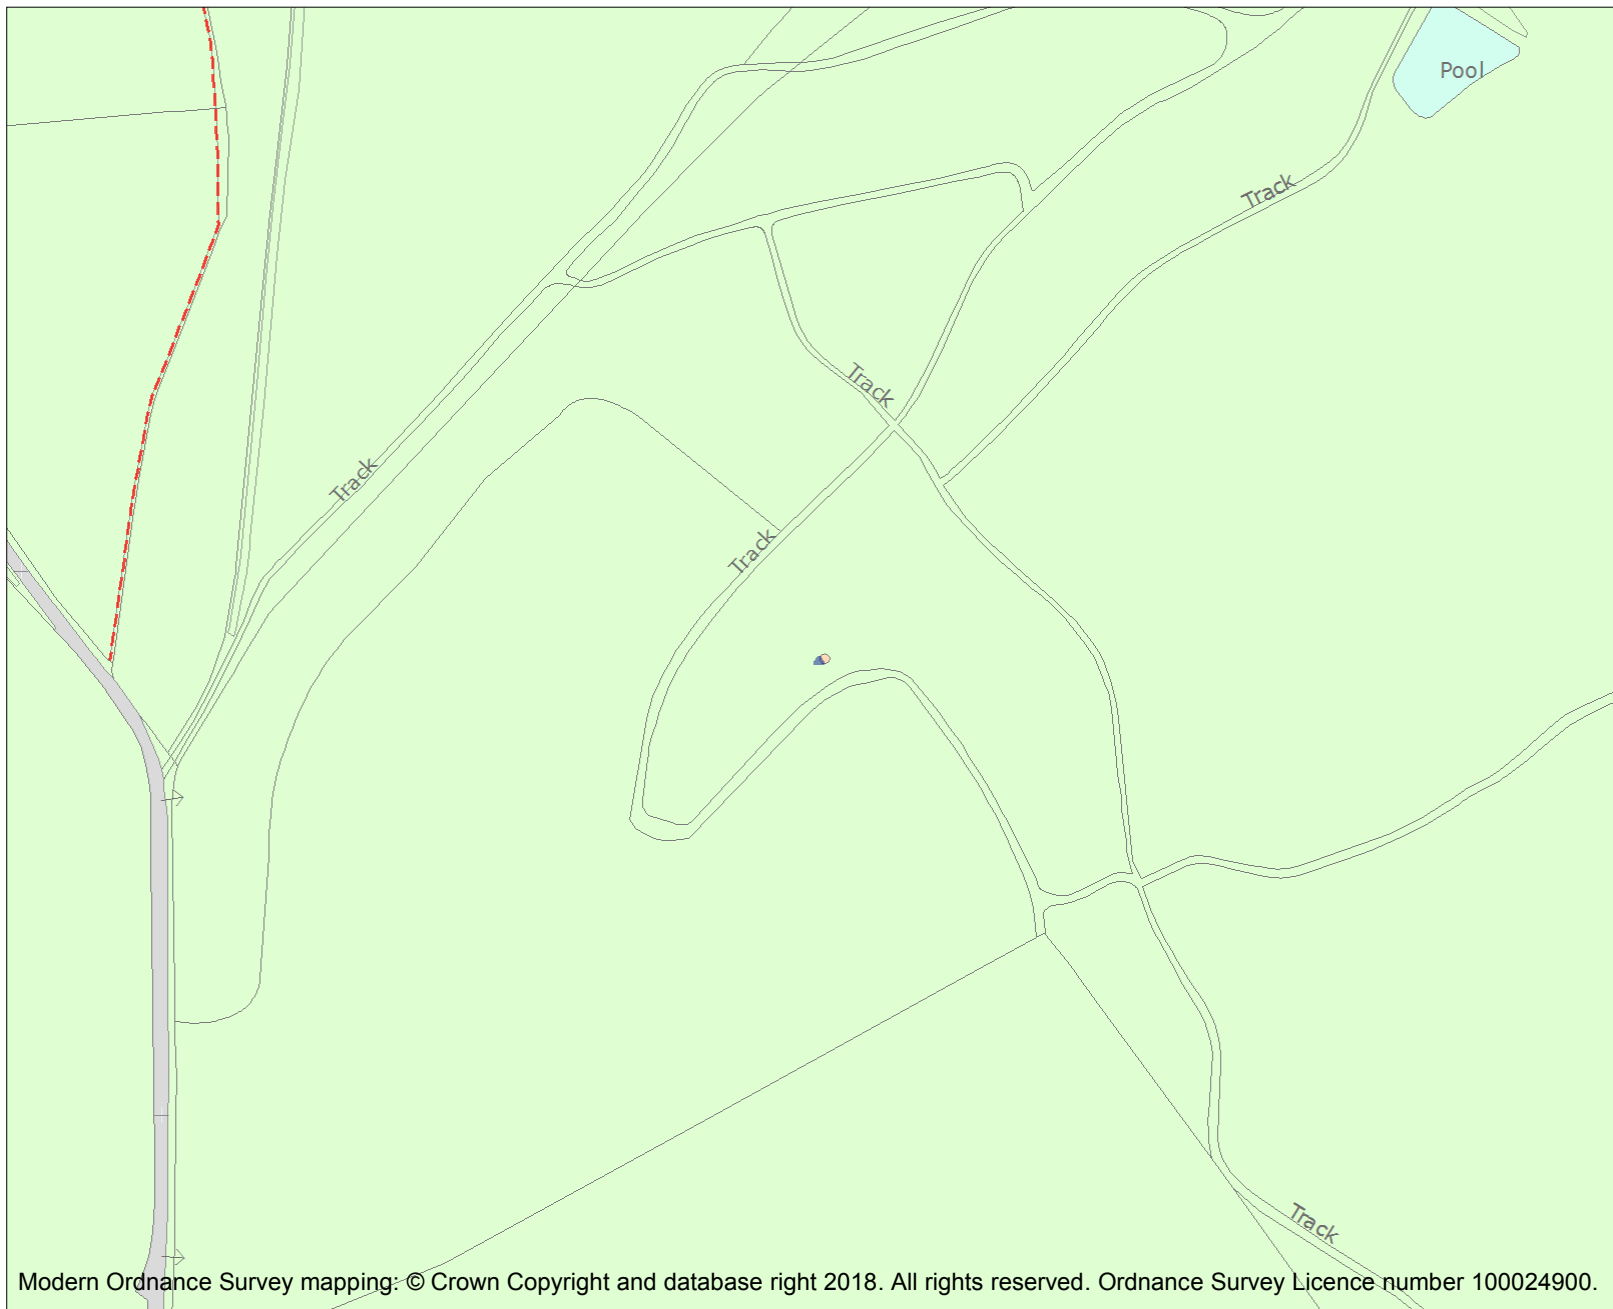 Pool
Track
Track
Track
Track
Track
Modern Ordnance Survey mapping: © Crown Copyright and database right 2018. All rights reserved. Ordnance Survey Licence number 100024900.